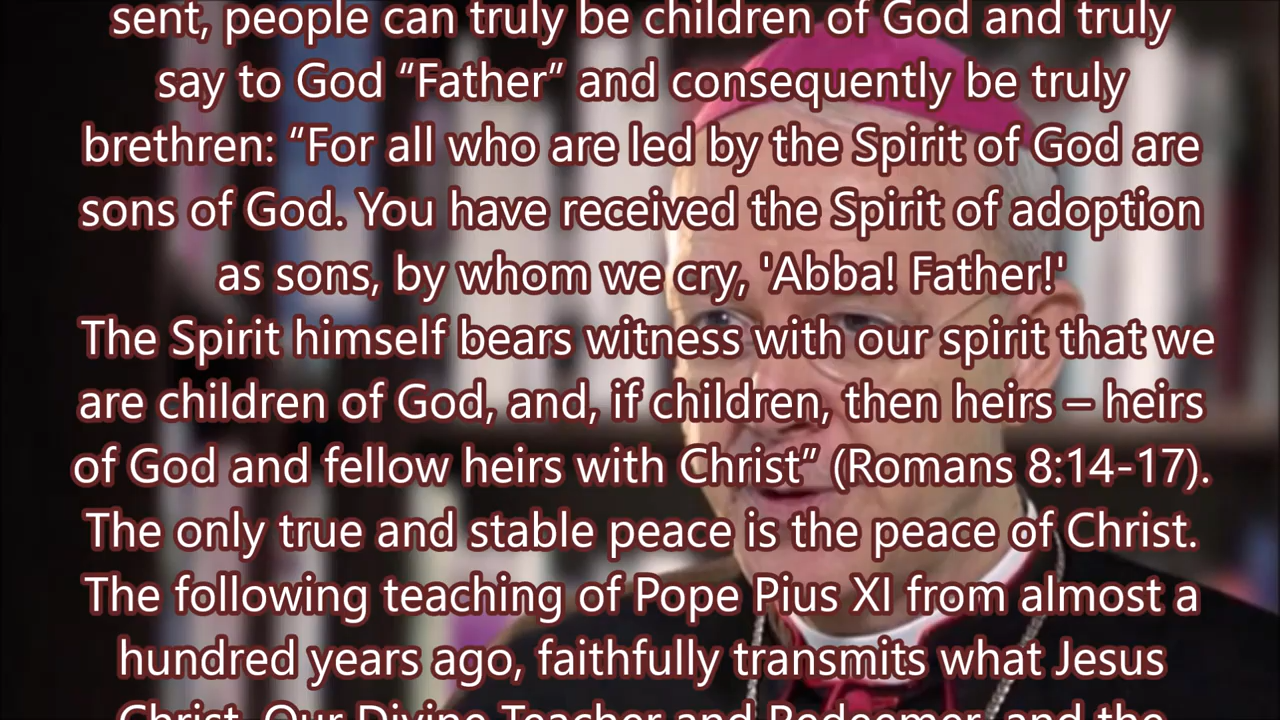 sent, people can truly be children of God and truly
say to God “Father” and consequently be truly
brethren: “For all who are led by the Spirit of God are
sons of God. You have received the Spirit of adoption
as sons, by whom we cry, 'Abba! Father!'
The Spirit himself bears witness with our spirit that we
are children of God, and, if children, then heirs – heirs
of God and fellow heirs with Christ” (Romans 8:14-17).
The only true and stable peace is the peace of Christ.
The following teaching of Pope Pius XI from almost a
hundred years ago, faithfully transmits what Jesus
Christ, Our Divine Teacher and Redeemer, and the